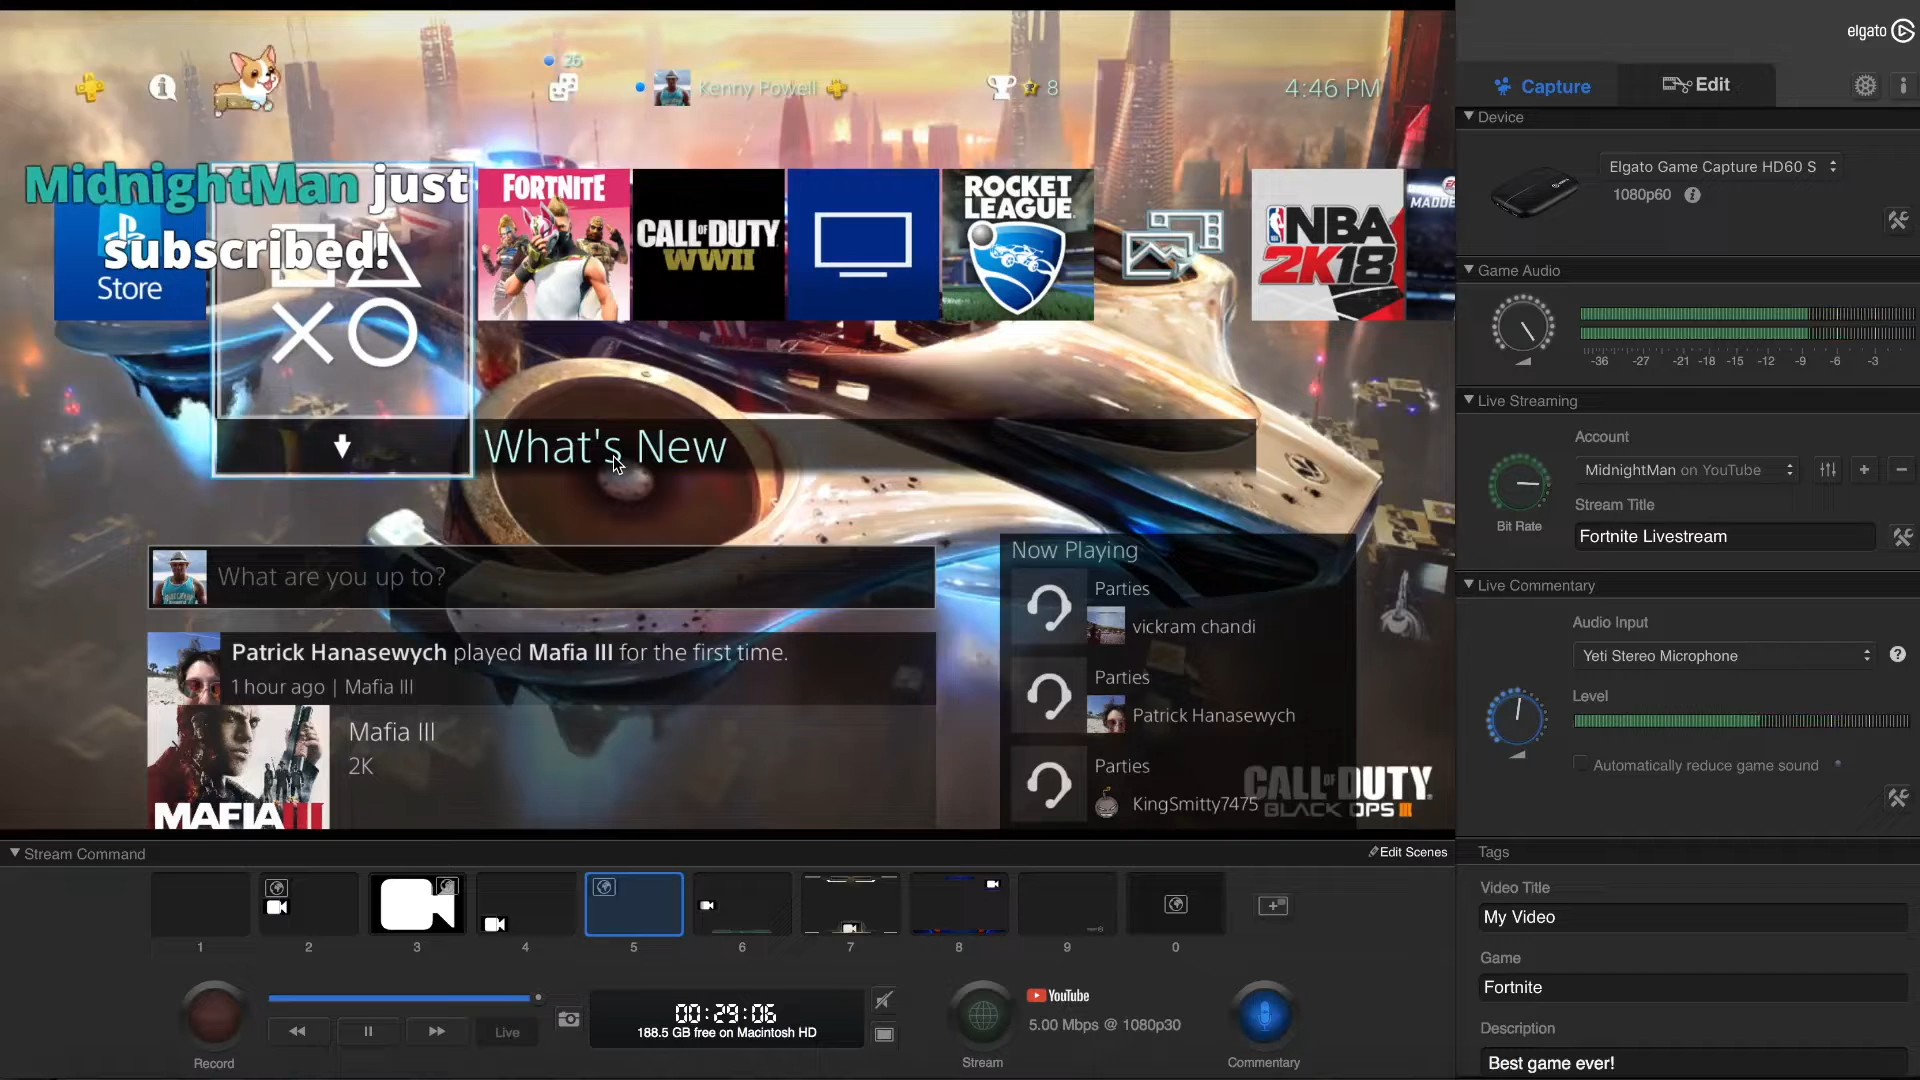 elgato
Capture
Edit
26
Kenny Powell
8
4:46 PM
MidnightMan just
subscribed!
Store
FORTNITE
CALL OF DUTY
WWII
ROCKET
LEAGUE
NBA
2K18
MADDE
What's New
What are you up to?
Patrick Hanasewych played Mafia III for the first time.
1 hour ago | Mafia III
Mafia III
2K
MAFIA III
Now Playing
Parties
vickram chandi
Parties
Patrick Hanasewych
Parties
KingSmitty7475
CALL OF DUTY
BLACK OPS III
Device
Elgato Game Capture HD60 S
1080p60
Game Audio
-36 -27 -21 -18 -15 -12 -9 -6 -3
Live Streaming
Account
MidnightMan on YouTube
Bit Rate
Stream Title
Fortnite Livestream
Live Commentary
Audio Input
Yeti Stereo Microphone
Level
Automatically reduce game sound
Stream Command
Edit Scenes
1 2 3 4 5 6 7 8 9 0
Record
Live
00:29:06
188.5 GB free on Macintosh HD
Stream
YouTube
5.00 Mbps @ 1080p30
Commentary
Tags
Video Title
My Video
Game
Fortnite
Description
Best game ever!